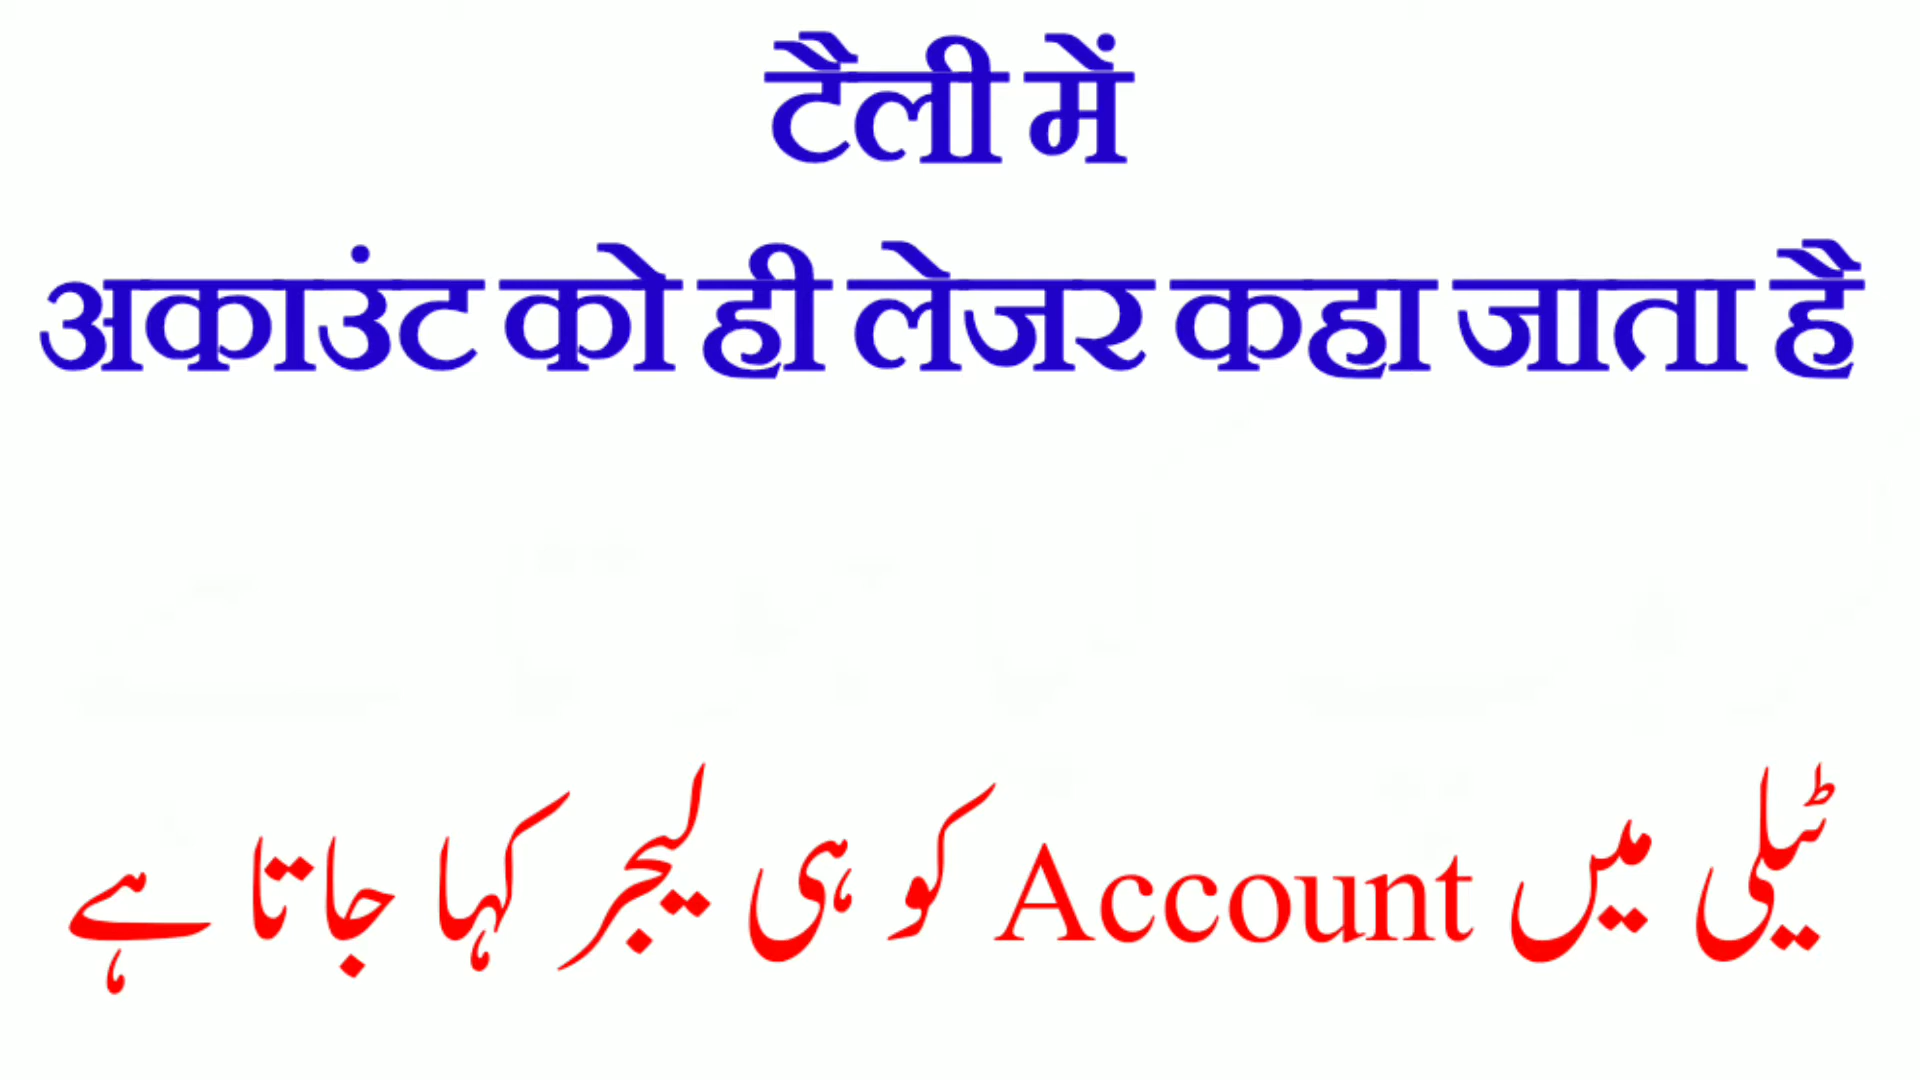 टैली में
अकाउंट को ही लेजर कहा जाता है
ٹیلی میں Account کو ہی لیجر کہا جاتا ہے